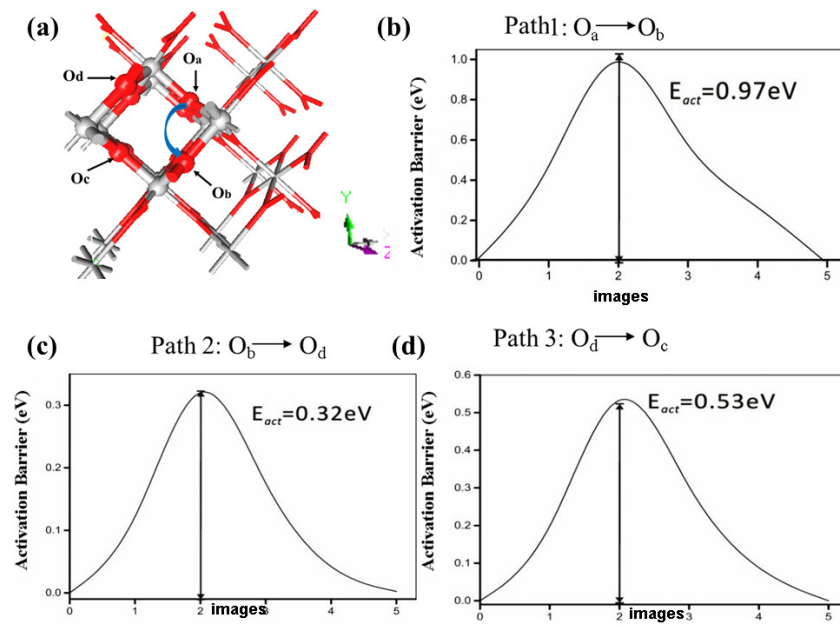 (a)
Od
Oa
Oc
Ob
Y
(b)
Path1: Oa→Ob
Activation Barrier (eV)
1.0
0.8
0.6
0.4
0.2
0.0
Eact=0.97eV
0 1 2 3 4 5
images
(c)
Path 2: Ob→Od
Activation Barrier (eV)
0.3
0.2
0.1
0.0
Eact=0.32eV
0 1 2 3 4 5
images
(d)
Path 3: Od→Oc
Activation Barrier (eV)
0.6
0.5
0.4
0.3
0.2
0.1
0.0
Eact=0.53eV
0 1 2 3 4 5
images